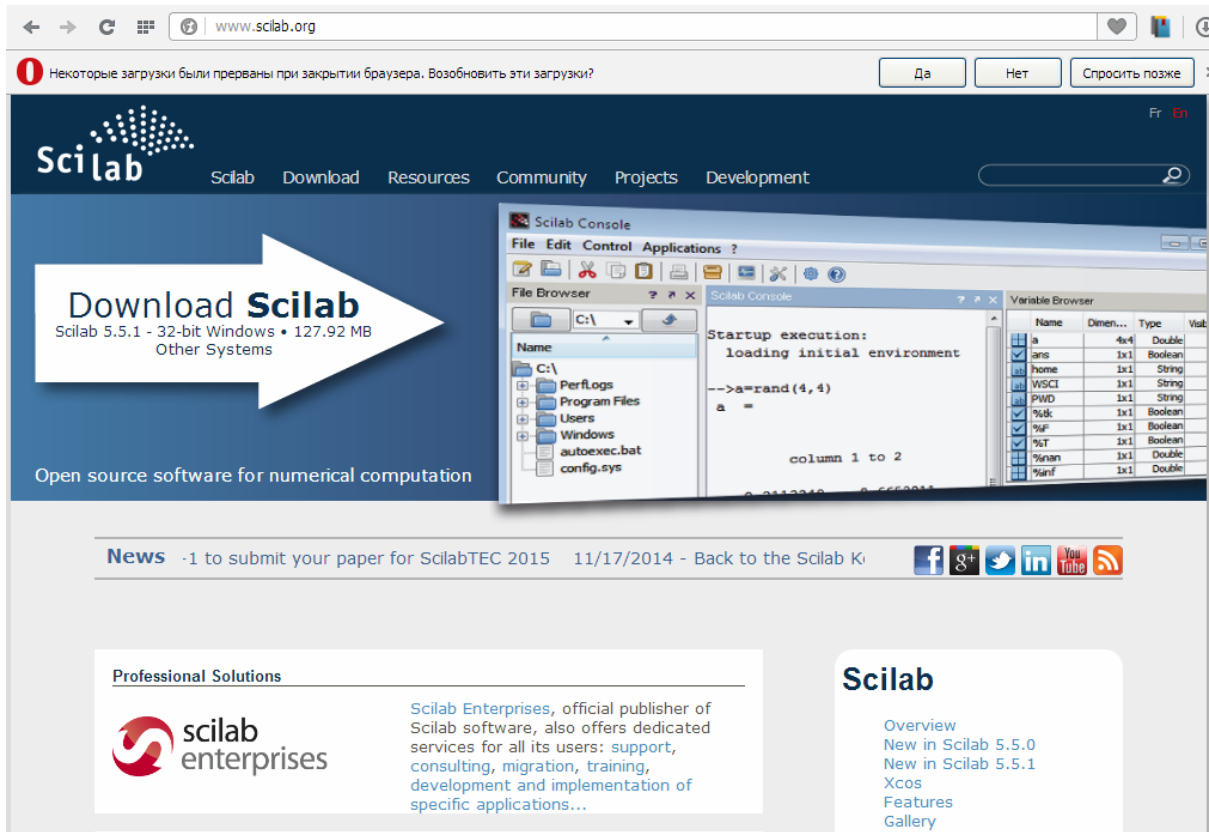 www.scilab.org
Некоторые загрузки были прерваны при закрытии браузера. Возобновить эти загрузки?
Да
Нет
Спросить позже
Fr En
Scilab
Scilab Download Resources Community Projects Development
Download Scilab
Scilab 5.5.1 - 32-bit Windows • 127.92 MB
Other Systems
Open source software for numerical computation
Scilab Console
File Edit Control Applications ?
File Browser ? X
C:\
Name
C:\
PerfLogs
Program Files
Users
Windows
autoexec.bat
config.sys
Scilab Console ? X
Startup execution:
loading initial environment
-->a=rand(4,4)
a =
column 1 to 2
Variable Browser
Name Dimen... Type
a 4x4 Double
ans 1x1 Boolean
home 1x1 String
WSCI 1x1 String
PWD 1x1 String
%tk 1x1 Boolean
%F 1x1 Boolean
%T 1x1 Boolean
%nan 1x1 Double
%inf 1x1 Double
News -1 to submit your paper for ScilabTEC 2015 11/17/2014 - Back to the Scilab
f g+ in You Tube
Professional Solutions
scilab
enterprises
Scilab Enterprises, official publisher of
Scilab software, also offers dedicated
services for all its users: support,
consulting, migration, training,
development and implementation of
specific applications...
Scilab
Overview
New in Scilab 5.5.0
New in Scilab 5.5.1
Xcos
Features
Gallery